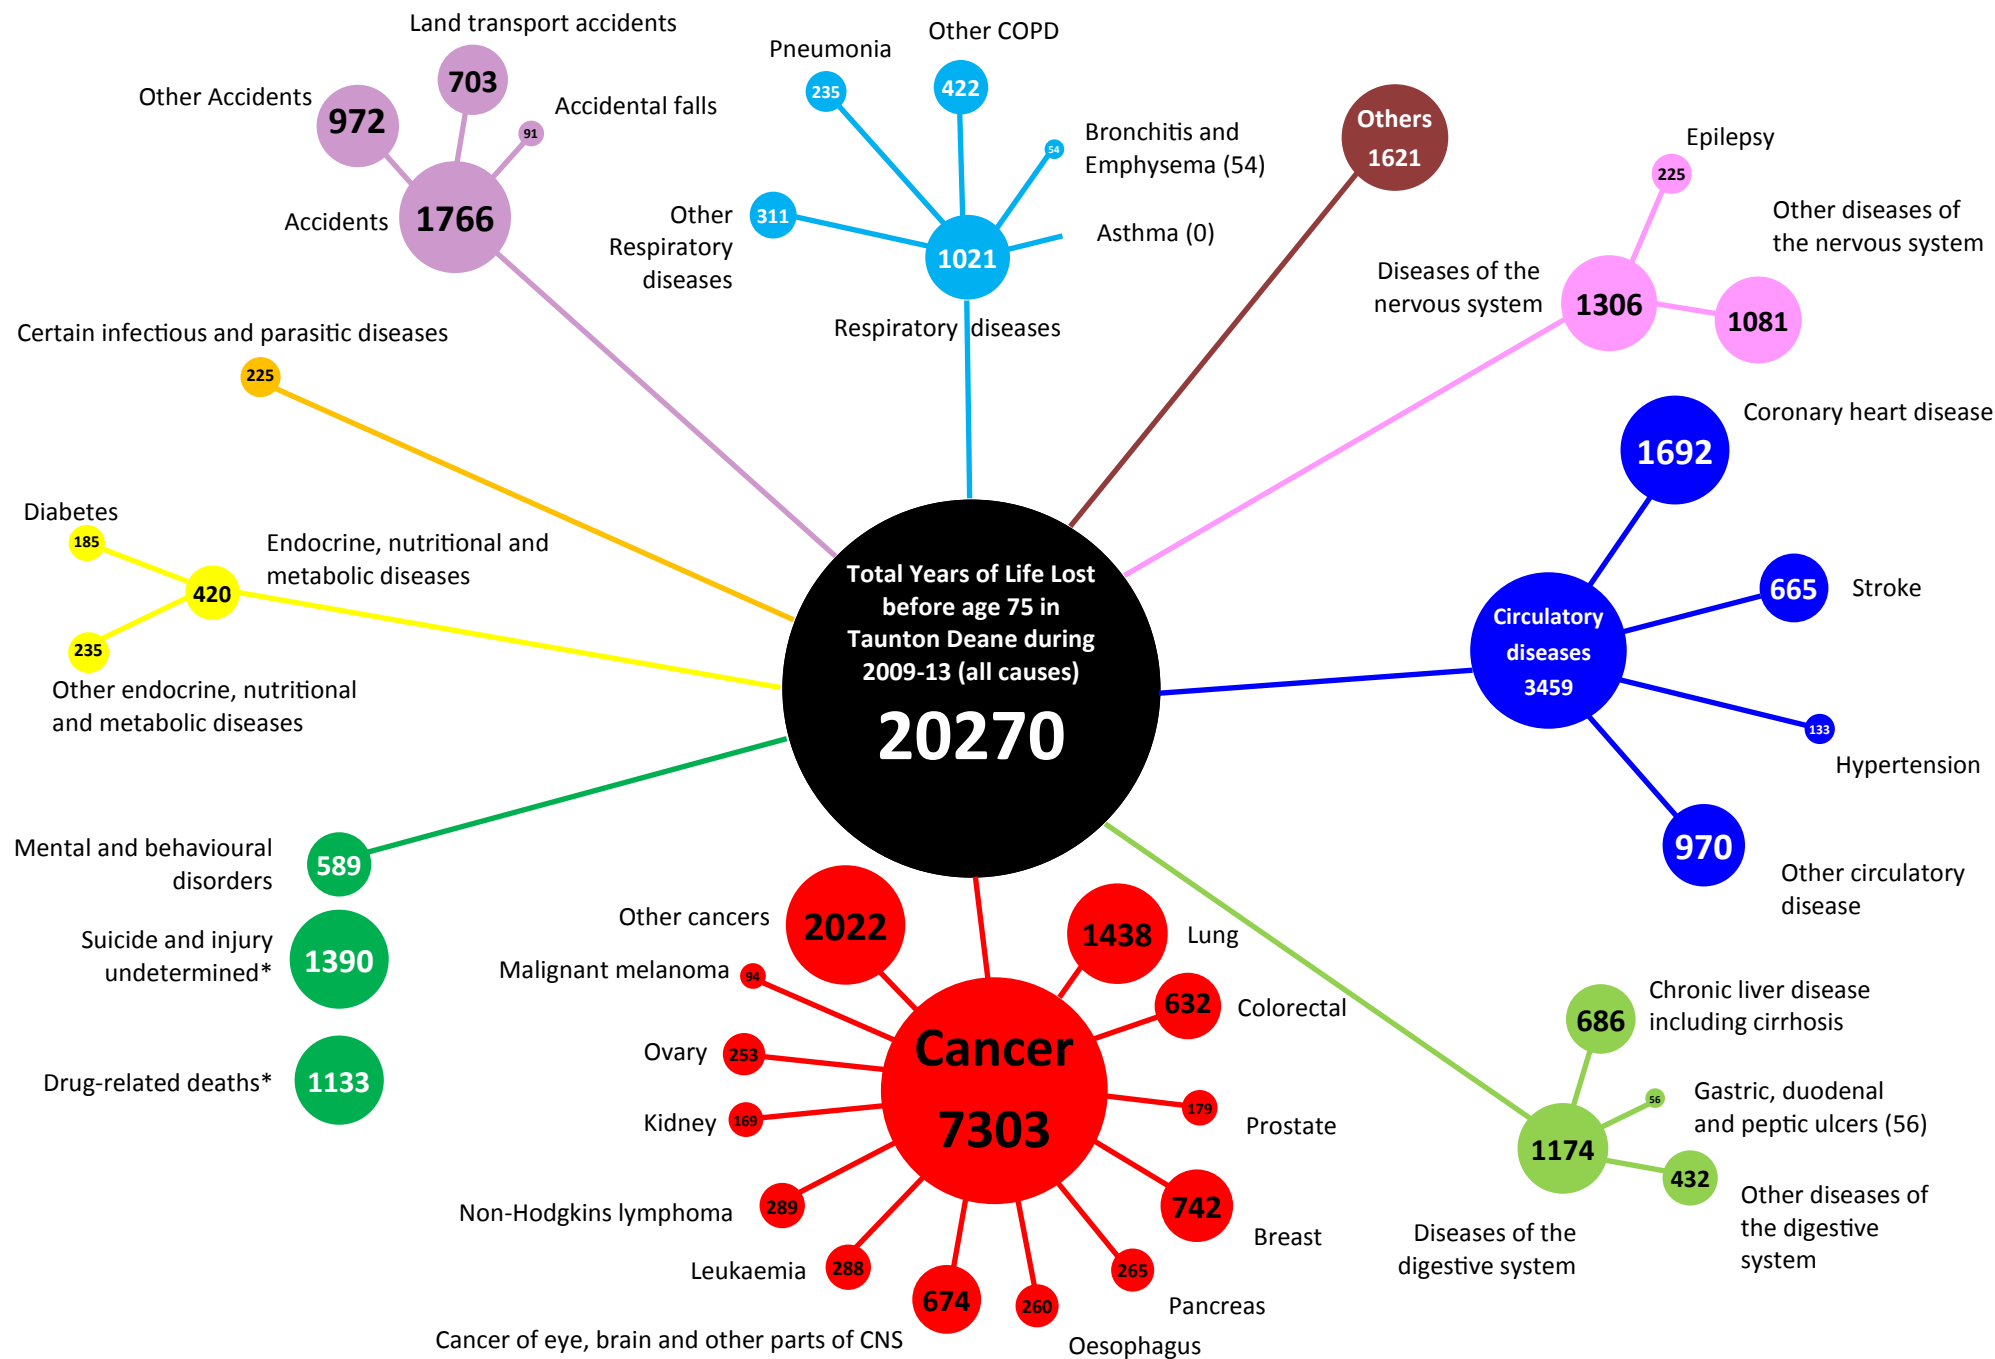 Land transport accidents
703
Other Accidents
972
Accidental falls
91
Accidents
1766
Pneumonia
235
Other COPD
422
Bronchitis and
Emphysema (54)
54
Asthma (0)
Other
Respiratory
diseases
311
1021
Respiratory diseases
Others
1621
Epilepsy
225
Other diseases of
the nervous system
1081
Diseases of the
nervous system
1306
Certain infectious and parasitic diseases
225
Coronary heart disease
1692
Stroke
665
Circulatory
diseases
3459
133
Hypertension
970
Other circulatory
disease
Diabetes
185
Endocrine, nutritional and
metabolic diseases
420
235
Other endocrine, nutritional
and metabolic diseases
Total Years of Life Lost
before age 75 in
Taunton Deane during
2009-13 (all causes)
20270
Mental and behavioural
disorders
589
Suicide and injury
undetermined*
1390
Drug-related deaths*
1133
Other cancers
2022
1438
Lung
Malignant melanoma
94
632
Colorectal
Ovary
253
Cancer
7303
Kidney
169
179
Prostate
Non-Hodgkins lymphoma
289
742
Breast
Leukaemia
288
265
Pancreas
674
Cancer of eye, brain and other parts of CNS
260
Oesophagus
686
Chronic liver disease
including cirrhosis
56
Gastric, duodenal
and peptic ulcers (56)
1174
432
Other diseases of
the digestive
system
Diseases of the
digestive system